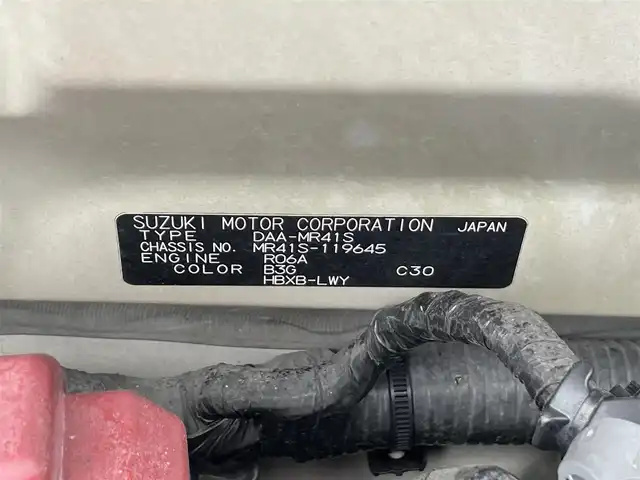 SUZUKI MOTOR CORPORATION JAPAN
TYPE DAA-MR41S
CHASSIS NO. MR41S-119645
ENGINE R06A
COLOR B3G C30
HBXB-LWY